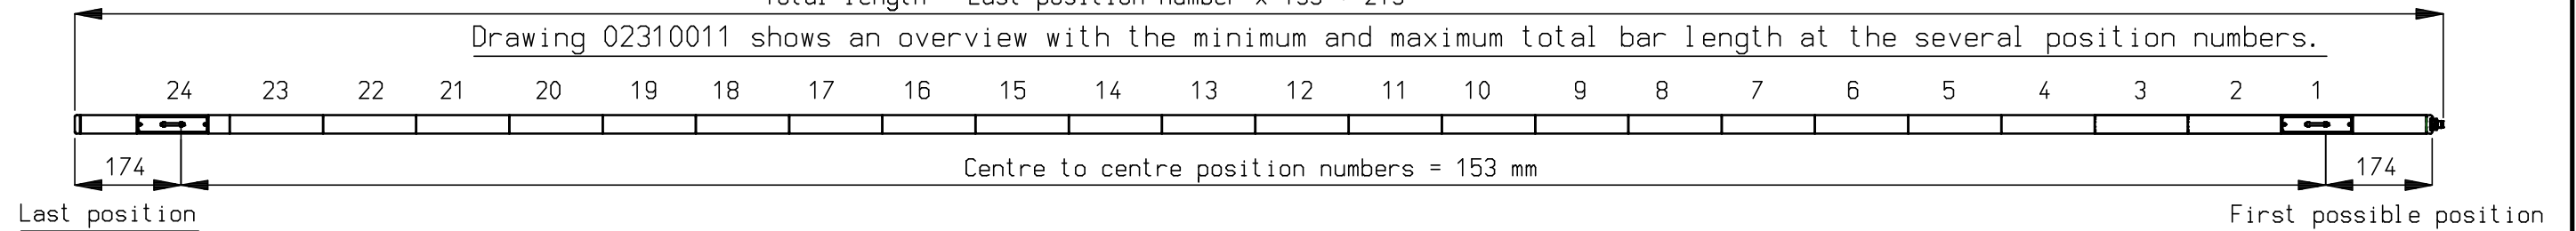 Drawing 02310011 shows an overview with the minimum and maximum total bar length at the several position numbers.
24 23 22 21 20 19 18 17 16 15 14 13 12 11 10 9 8 7 6 5 4 3 2 1
174 Centre to centre position numbers = 153 mm 174
Last position First possible position